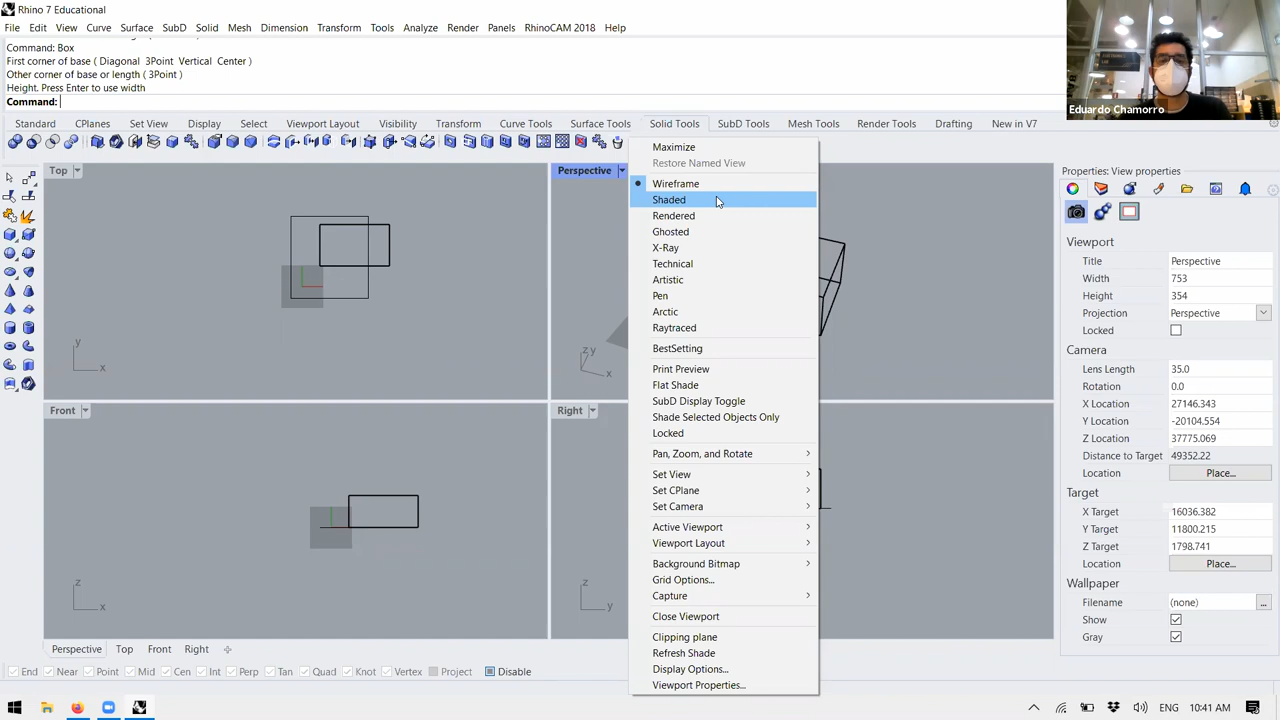 Rhino 7 Educational
File Edit View Curve Surface SubD Solid Mesh Dimension Transform Tools Analyze Render Panels RhinoCAM 2018 Help
Command: Box
First corner of base ( Diagonal 3Point Vertical Center )
Other corner of base or length ( 3Point )
Height. Press Enter to use width
Command:
Eduardo Chamorro
Standard CPlanes Set View Display Select Viewport Layout Curve Tools Surface Tools Solid Tools SubD Tools Mesh Tools Render Tools Drafting New in V7
Top
Perspective
Maximize
Restore Named View
Wireframe
Shaded
Rendered
Ghosted
X-Ray
Technical
Artistic
Pen
Arctic
Raytraced
BestSetting
Print Preview
Flat Shade
SubD Display Toggle
Shade Selected Objects Only
Locked
Pan, Zoom, and Rotate
Set View
Set CPlane
Set Camera
Active Viewport
Viewport Layout
Background Bitmap
Grid Options...
Capture
Close Viewport
Clipping plane
Refresh Shade
Display Options...
Viewport Properties...
y
x
z y
x
Front
Right
z
x
z
y
Properties: View properties
Viewport
Title Perspective
Width 753
Height 354
Projection Perspective
Locked
Camera
Lens Length 35.0
Rotation 0.0
X Location 27146.343
Y Location -20104.554
Z Location 37775.069
Distance to Target 49352.22
Location Place...
Target
X Target 16036.382
Y Target 11800.215
Z Target 1798.741
Location Place...
Wallpaper
Filename (none) ...
Show
Gray
Perspective Top Front Right
End Near Point Mid Cen Int Perp Tan Quad Knot Vertex Project Disable
ENG 10:41 AM